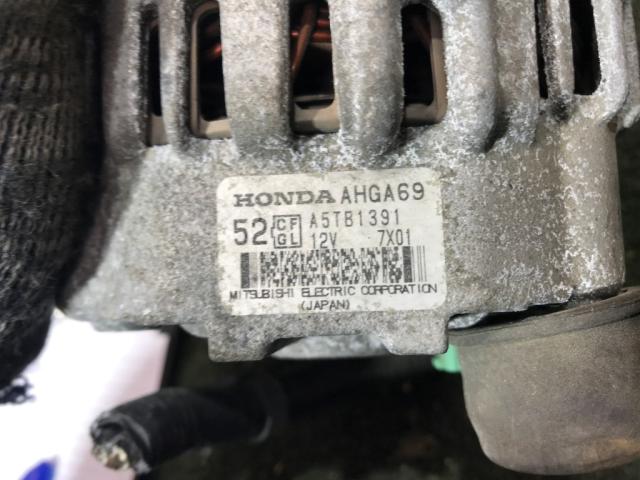 HONDA AHGA69
52 CF GL A5TB1391
12V 7X01
MITSUBISHI ELECTRIC CORPORATION
(JAPAN)